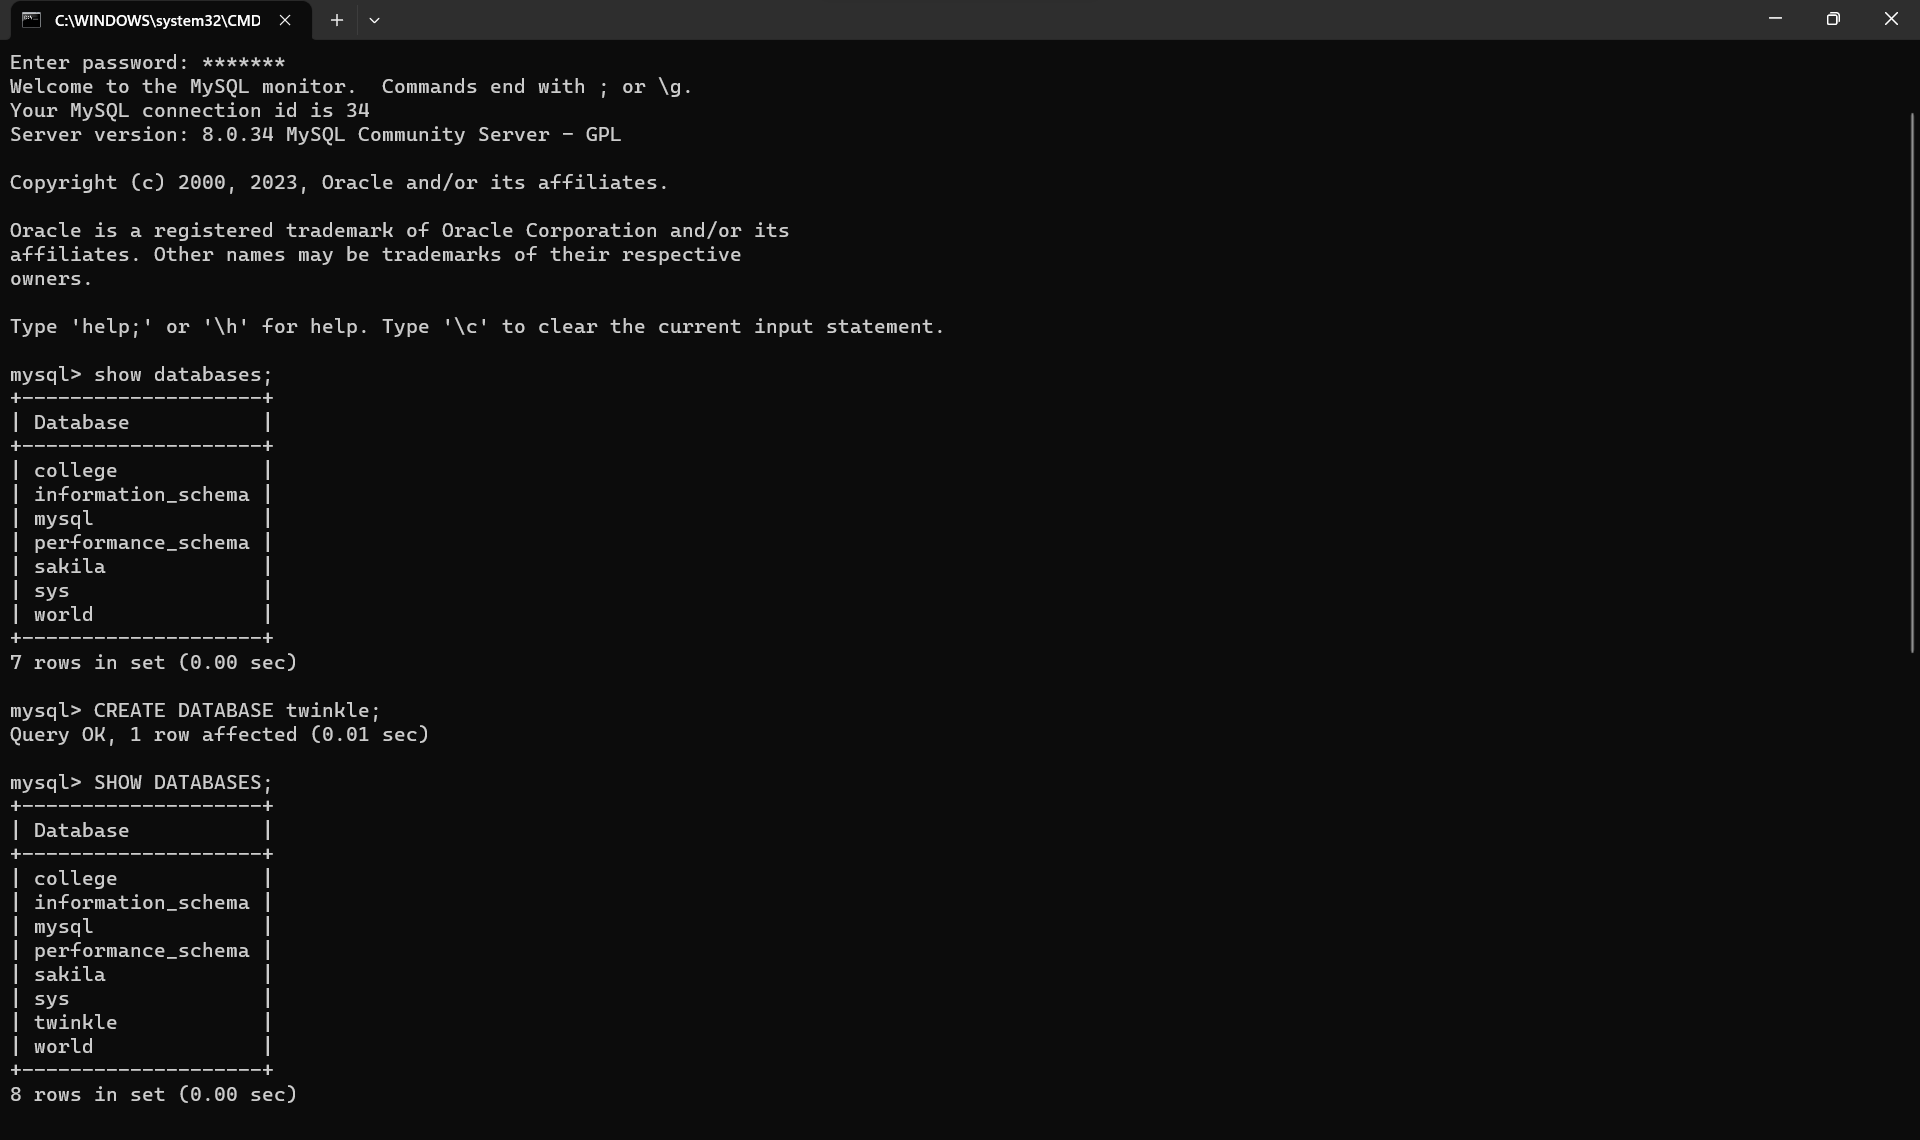 C:\WINDOWS\system32\CMD
Enter password: *******
Welcome to the MySQL monitor.  Commands end with ; or \g.
Your MySQL connection id is 34
Server version: 8.0.34 MySQL Community Server - GPL

Copyright (c) 2000, 2023, Oracle and/or its affiliates.

Oracle is a registered trademark of Oracle Corporation and/or its
affiliates. Other names may be trademarks of their respective
owners.

Type 'help;' or '\h' for help. Type '\c' to clear the current input statement.

mysql> show databases;
+--------------------+
| Database           |
+--------------------+
| college            |
| information_schema |
| mysql              |
| performance_schema |
| sakila             |
| sys                |
| world              |
+--------------------+
7 rows in set (0.00 sec)

mysql> CREATE DATABASE twinkle;
Query OK, 1 row affected (0.01 sec)

mysql> SHOW DATABASES;
+--------------------+
| Database           |
+--------------------+
| college            |
| information_schema |
| mysql              |
| performance_schema |
| sakila             |
| sys                |
| twinkle            |
| world              |
+--------------------+
8 rows in set (0.00 sec)